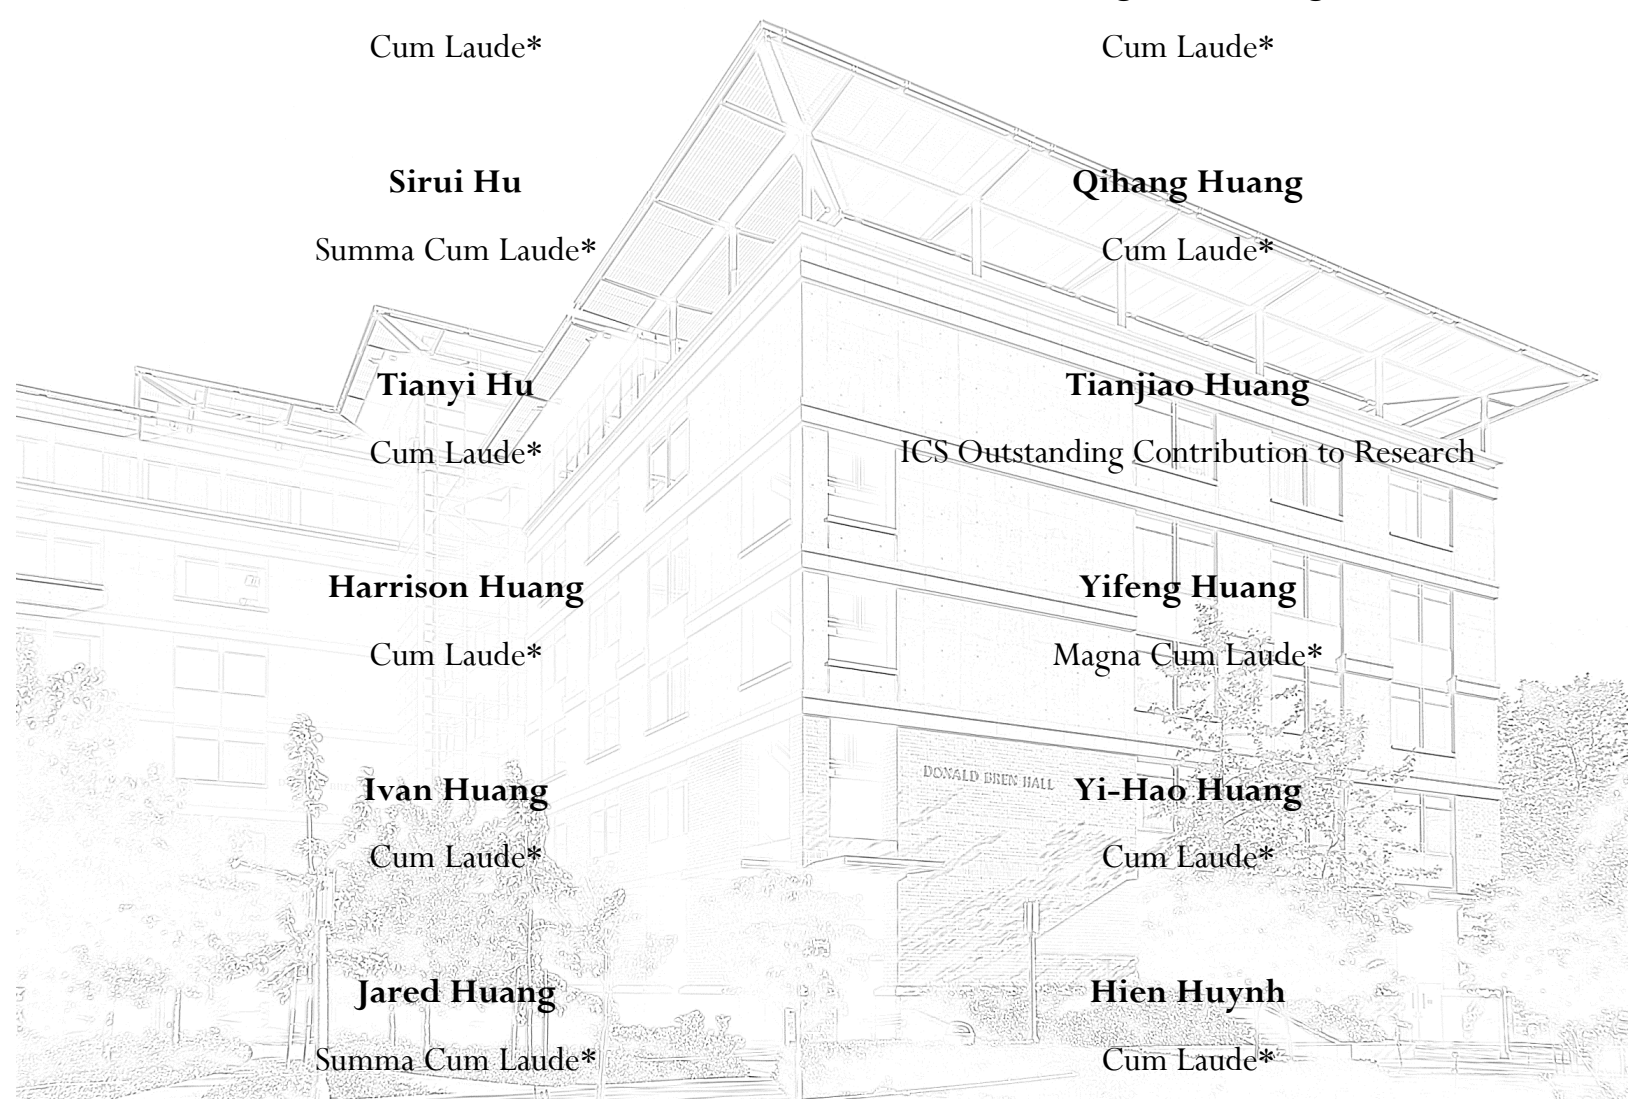 Cum Laude*
Sirui Hu
Summa Cum Laude*
Tianyi Hu
Cum Laude*
Harrison Huang
Cum Laude*
Ivan Huang
Cum Laude*
Jared Huang
Summa Cum Laude*
Cum Laude*
Qihang Huang
Cum Laude*
Tianjiao Huang
ICS Outstanding Contribution to Research
Yifeng Huang
Magna Cum Laude*
Yi-Hao Huang
Cum Laude*
Hien Huynh
Cum Laude*
DONALD BREN HALL